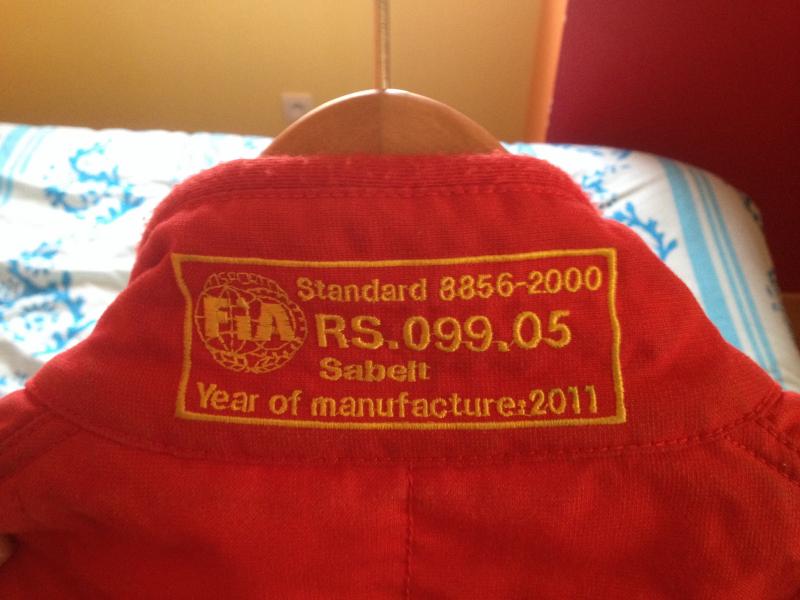 FiA
Standard 8856-2000
RS.099.05
Sabelt
Year of manufacture:2011